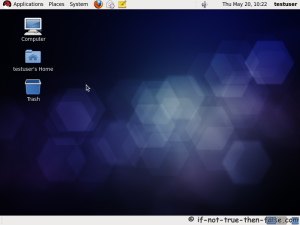 Applications Places System
Thu May 20, 10:22 testuser
Computer
testuser's Home
Trash
© if-not-true-then-false.com